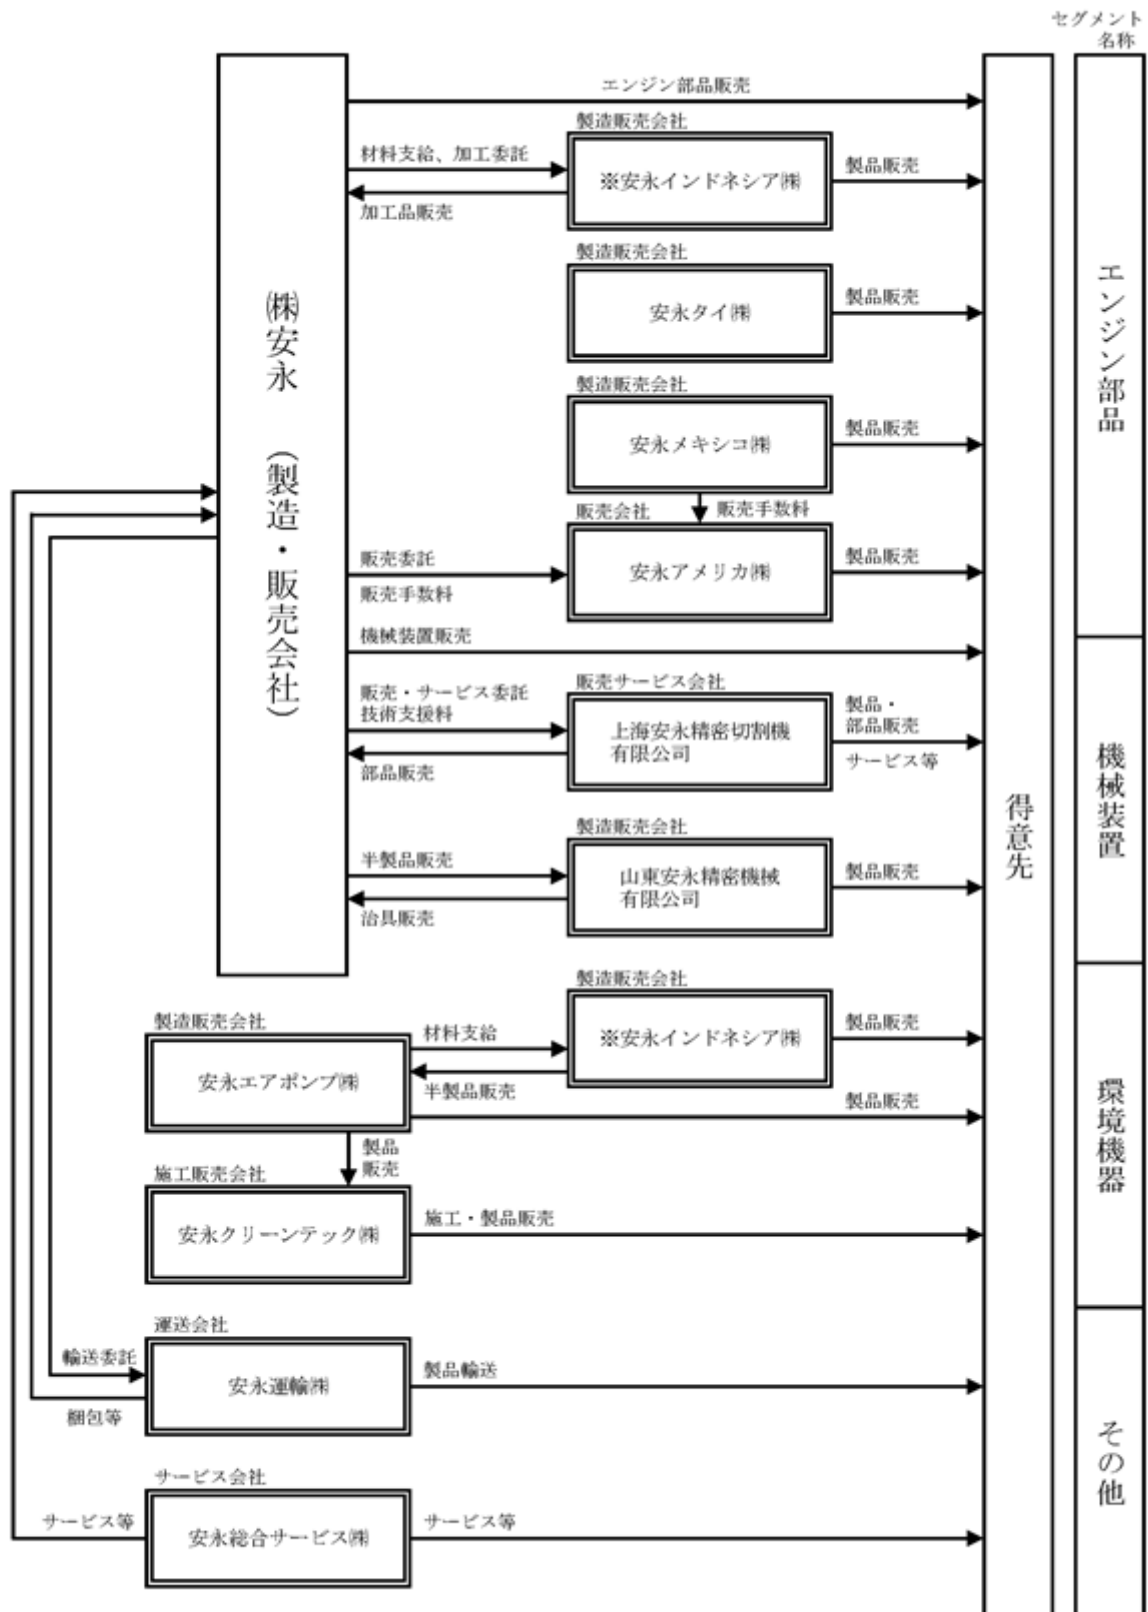 セグメント
名称
エンジン部品販売
製造販売会社
材料支給、加工委託
※安永インドネシア㈱
製品販売
加工品販売
製造販売会社
安永タイ㈱
製品販売
製造販売会社
安永メキシコ㈱
製品販売
販売手数料
販売会社
販売委託
安永アメリカ㈱
製品販売
販売手数料
機械装置販売
販売・サービス委託
技術支援料
販売サービス会社
上海安永精密切割機
有限公司
製品・
部品販売
サービス等
部品販売
製造販売会社
半製品販売
山東安永精密機械
有限公司
製品販売
治具販売
㈱安永 (製造・販売会社)
得意先
エンジン部品
機械装置
環境機器
その他
製造販売会社
※安永インドネシア㈱
製品販売
製造販売会社
材料支給
安永エアポンプ㈱
半製品販売
製品販売
製品
販売
施工販売会社
安永クリーンテック㈱
施工・製品販売
運送会社
輸送委託
安永運輸㈱
製品輸送
梱包等
サービス会社
サービス等
安永総合サービス㈱
サービス等